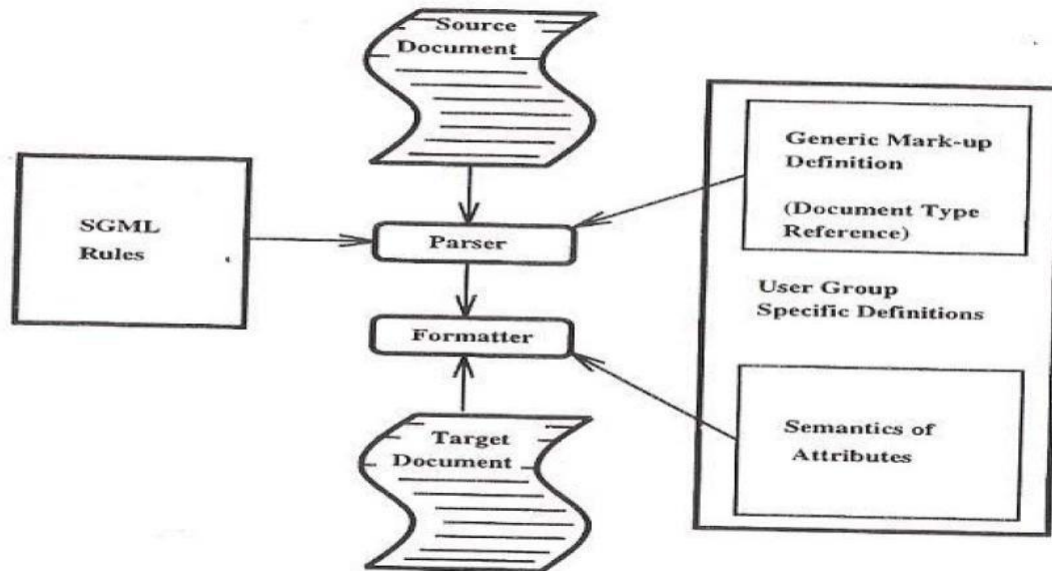 Source
Document
SGML
Rules
Parser
Formatter
Generic Mark-up
Definition
(Document Type
Reference)
User Group
Specific Definitions
Semantics of
Attributes
Target
Document